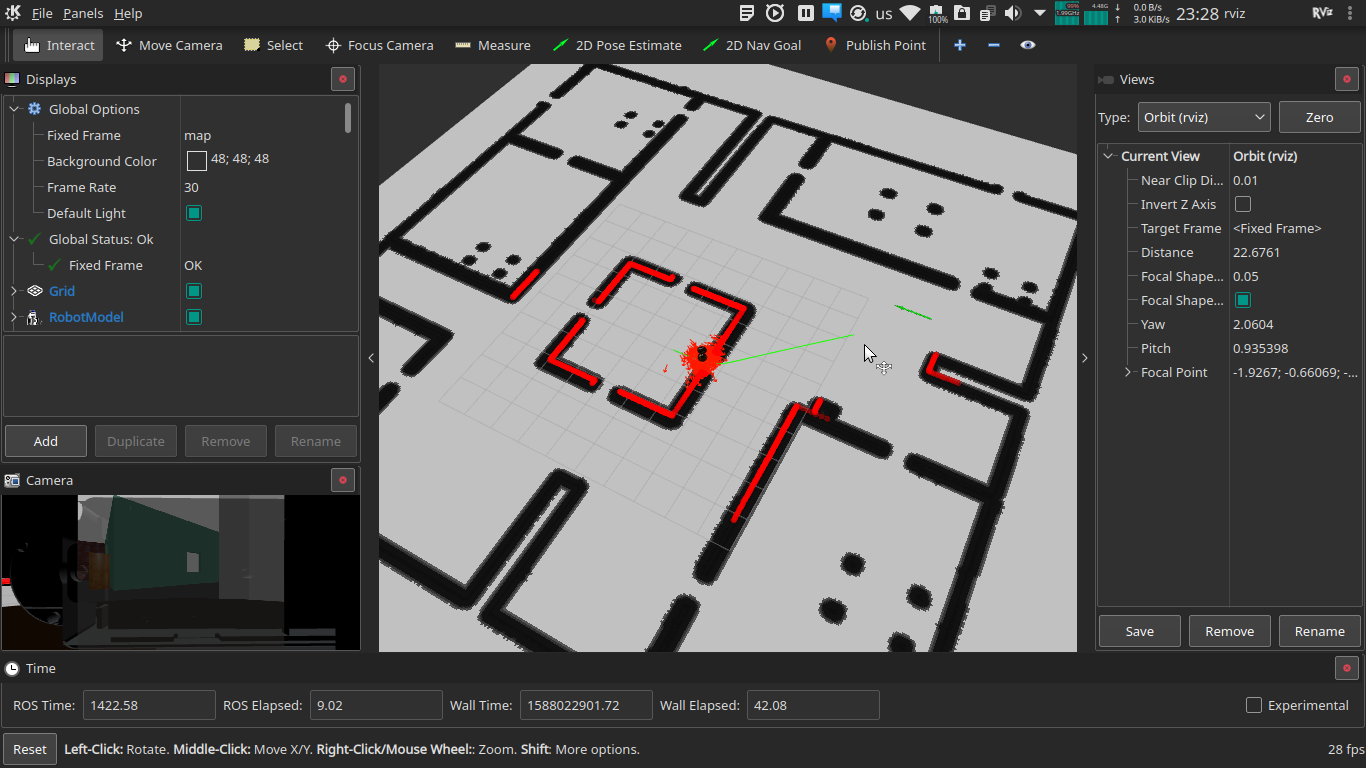 File Panels Help
us
100%
99%
1.99GHz
4.48G
0.0 B/s
3.0 KiB/s
23:28 rviz
RViz
Interact Move Camera Select Focus Camera Measure 2D Pose Estimate 2D Nav Goal Publish Point
Displays
Global Options
Fixed Frame map
Background Color 48; 48; 48
Frame Rate 30
Default Light
Global Status: Ok
Fixed Frame OK
Grid
RobotModel
Add Duplicate Remove Rename
Camera
Views
Type: Orbit (rviz) Zero
Current View Orbit (rviz)
Near Clip Di... 0.01
Invert Z Axis
Target Frame <Fixed Frame>
Distance 22.6761
Focal Shape... 0.05
Focal Shape...
Yaw 2.0604
Pitch 0.935398
Focal Point -1.9267; -0.66069; -...
Save Remove Rename
Time
ROS Time: 1422.58 ROS Elapsed: 9.02 Wall Time: 1588022901.72 Wall Elapsed: 42.08 Experimental
Reset Left-Click: Rotate. Middle-Click: Move X/Y. Right-Click/Mouse Wheel:: Zoom. Shift: More options. 28 fps